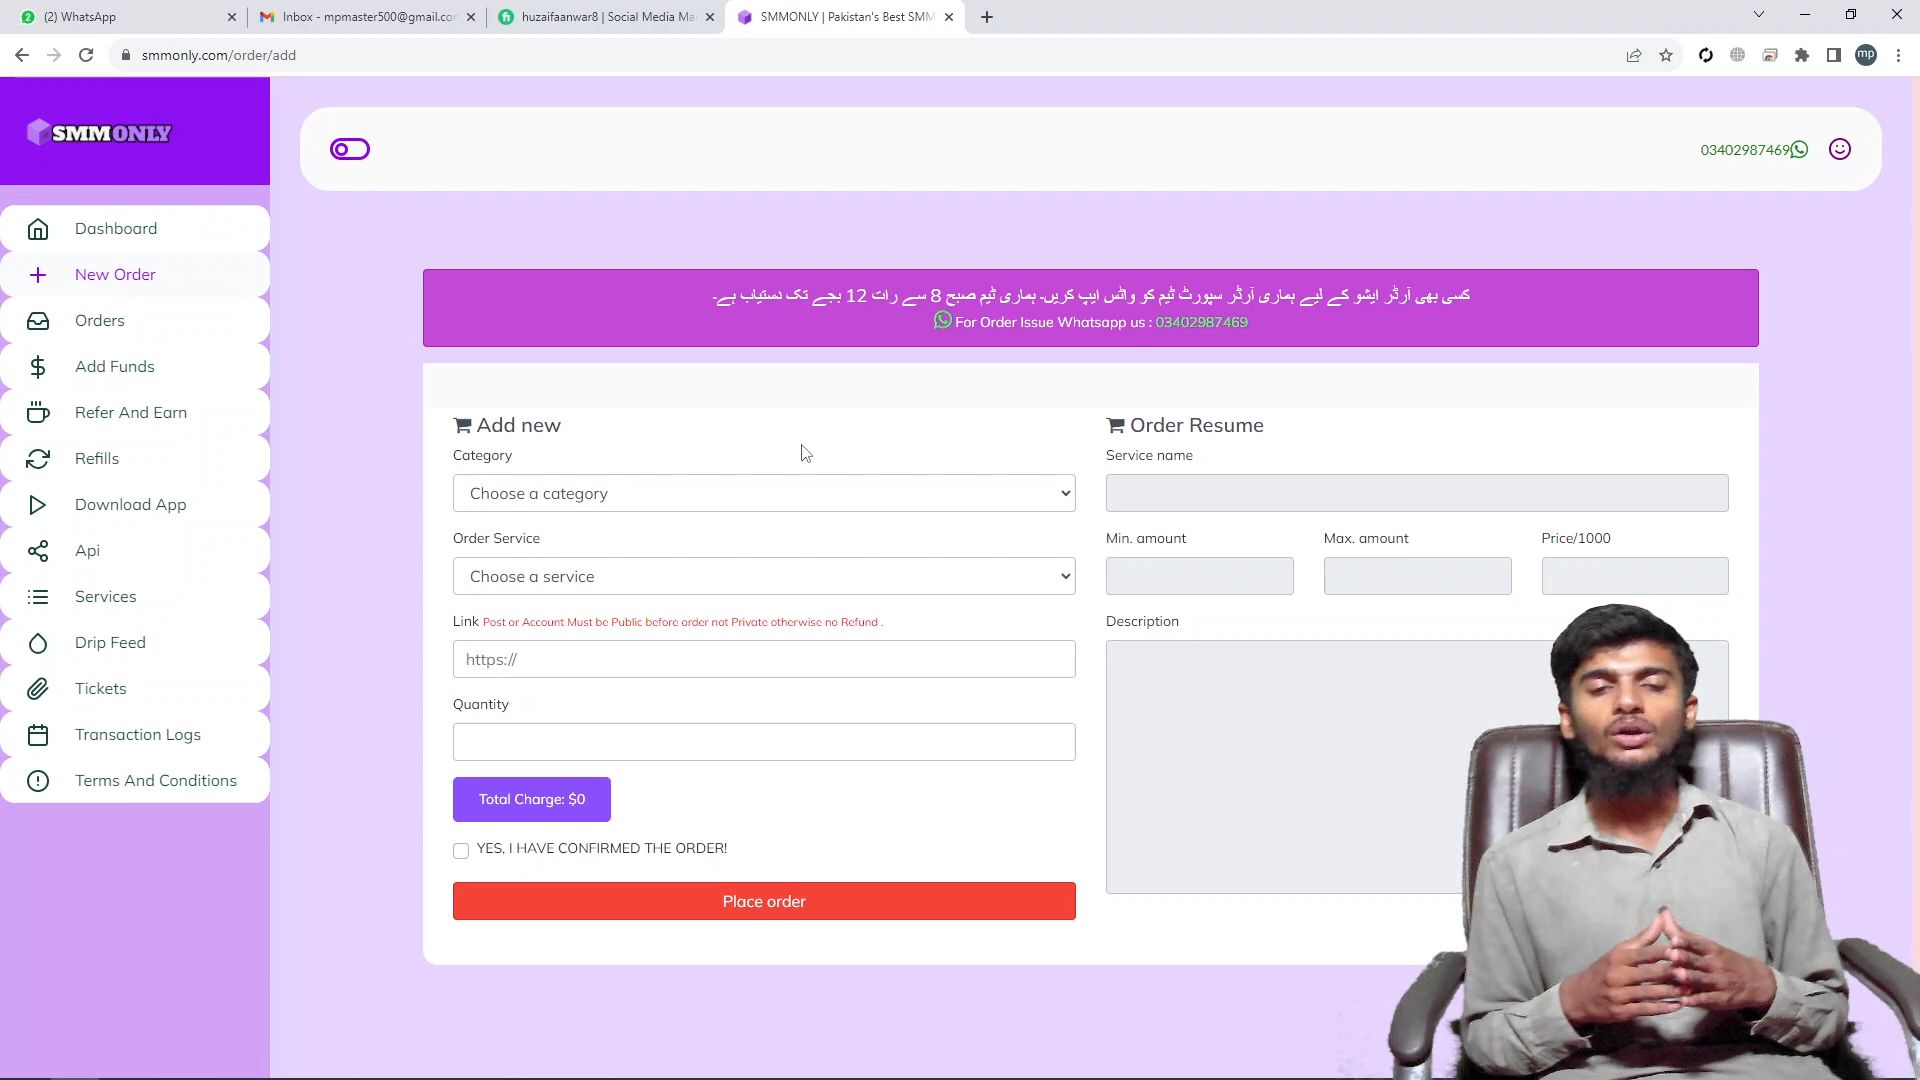 (2) WhatsApp
Inbox - mpmaster500@gmail.com
huzaifaanwar8 | Social Media Ma
SMMONLY | Pakistan's Best SMM
smmonly.com/order/add
mp
SMMONLY
03402987469
Dashboard
New Order
Orders
Add Funds
Refer And Earn
Refills
Download App
Api
Services
Drip Feed
Tickets
Transaction Logs
Terms And Conditions
کسی بھی آرڈر ایشو کے لیے ہماری آرڈر سپورٹ ٹیم کو واٹس ایپ کریں۔ ہماری ٹیم صبح 8 سے رات 12 بجے تک دستیاب ہے۔
For Order Issue Whatsapp us : 03402987469
Add new
Category
Choose a category
Order Service
Choose a service
Link Post or Account Must be Public before order not Private otherwise no Refund .
https://
Quantity
Total Charge: $0
YES, I HAVE CONFIRMED THE ORDER!
Place order
Order Resume
Service name
Min. amount
Max. amount
Price/1000
Description